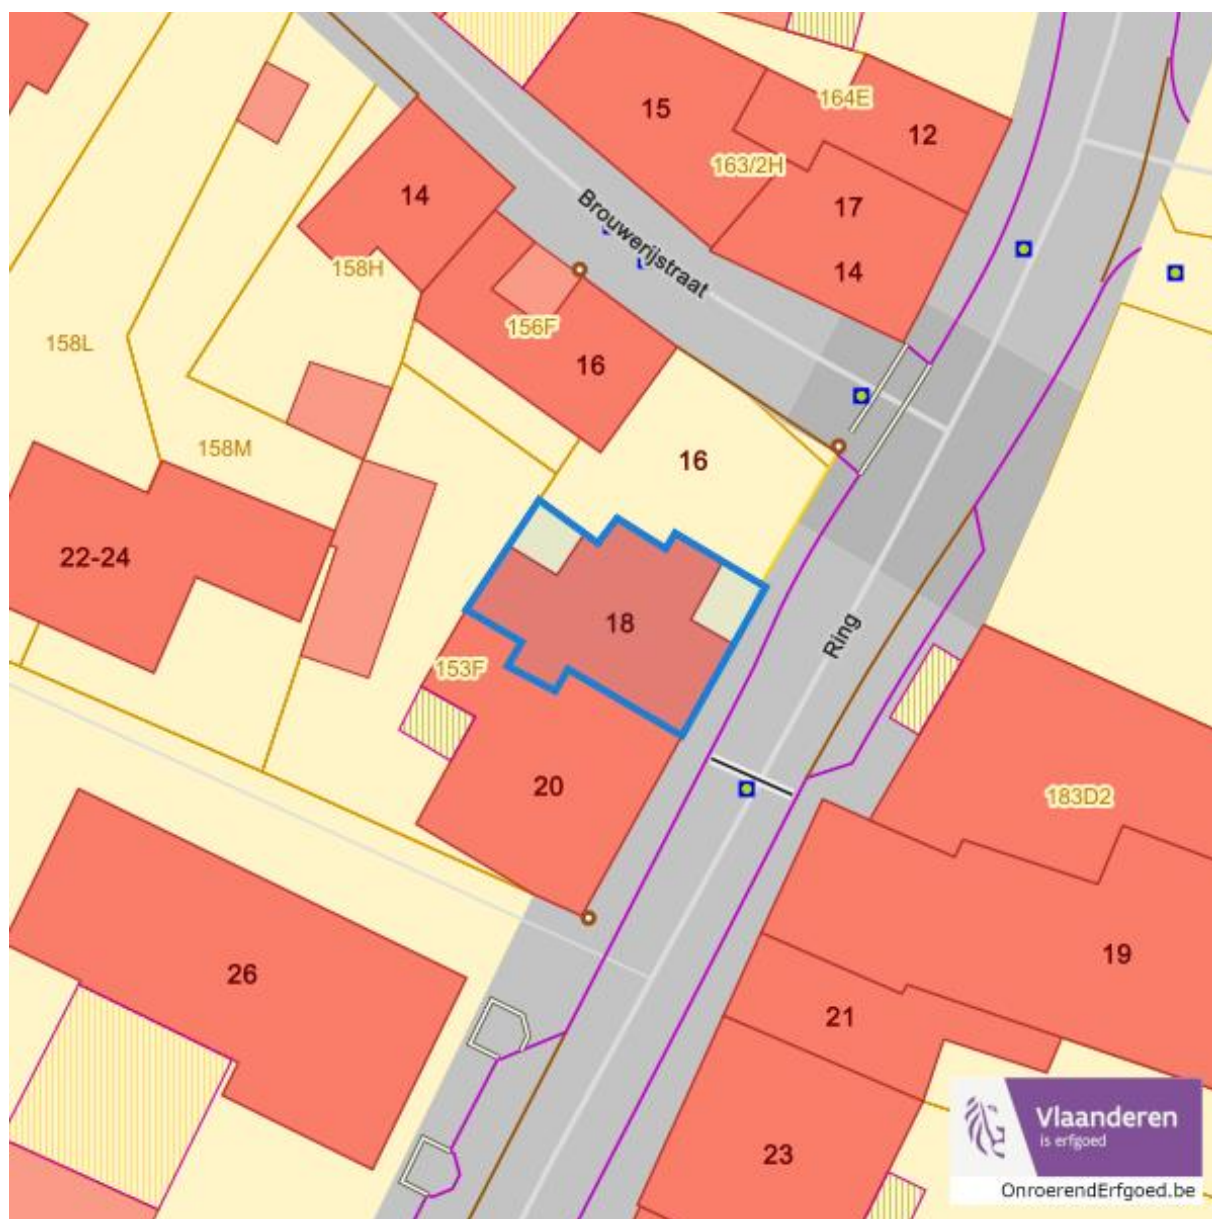 15
164E
12
163/2H
14
17
Brouwerijstraat
158H
14
156F
158L
16
158M
16
22-24
18
Ring
153F
20
183D2
19
26
21
Vlaanderen
is erfgoed
23
OnroerendErfgoed.be